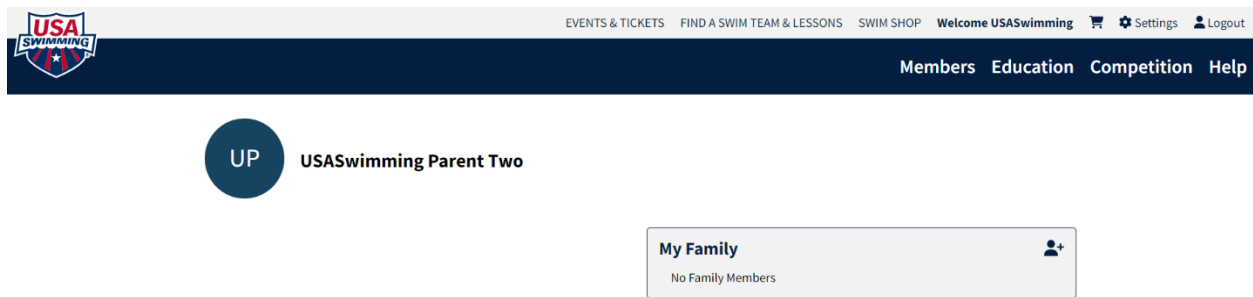 USA
SWIMMING
EVENTS & TICKETS FIND A SWIM TEAM & LESSONS SWIM SHOP Welcome USASwimming Settings Logout
Members Education Competition Help
UP USASwimming Parent Two
My Family
No Family Members